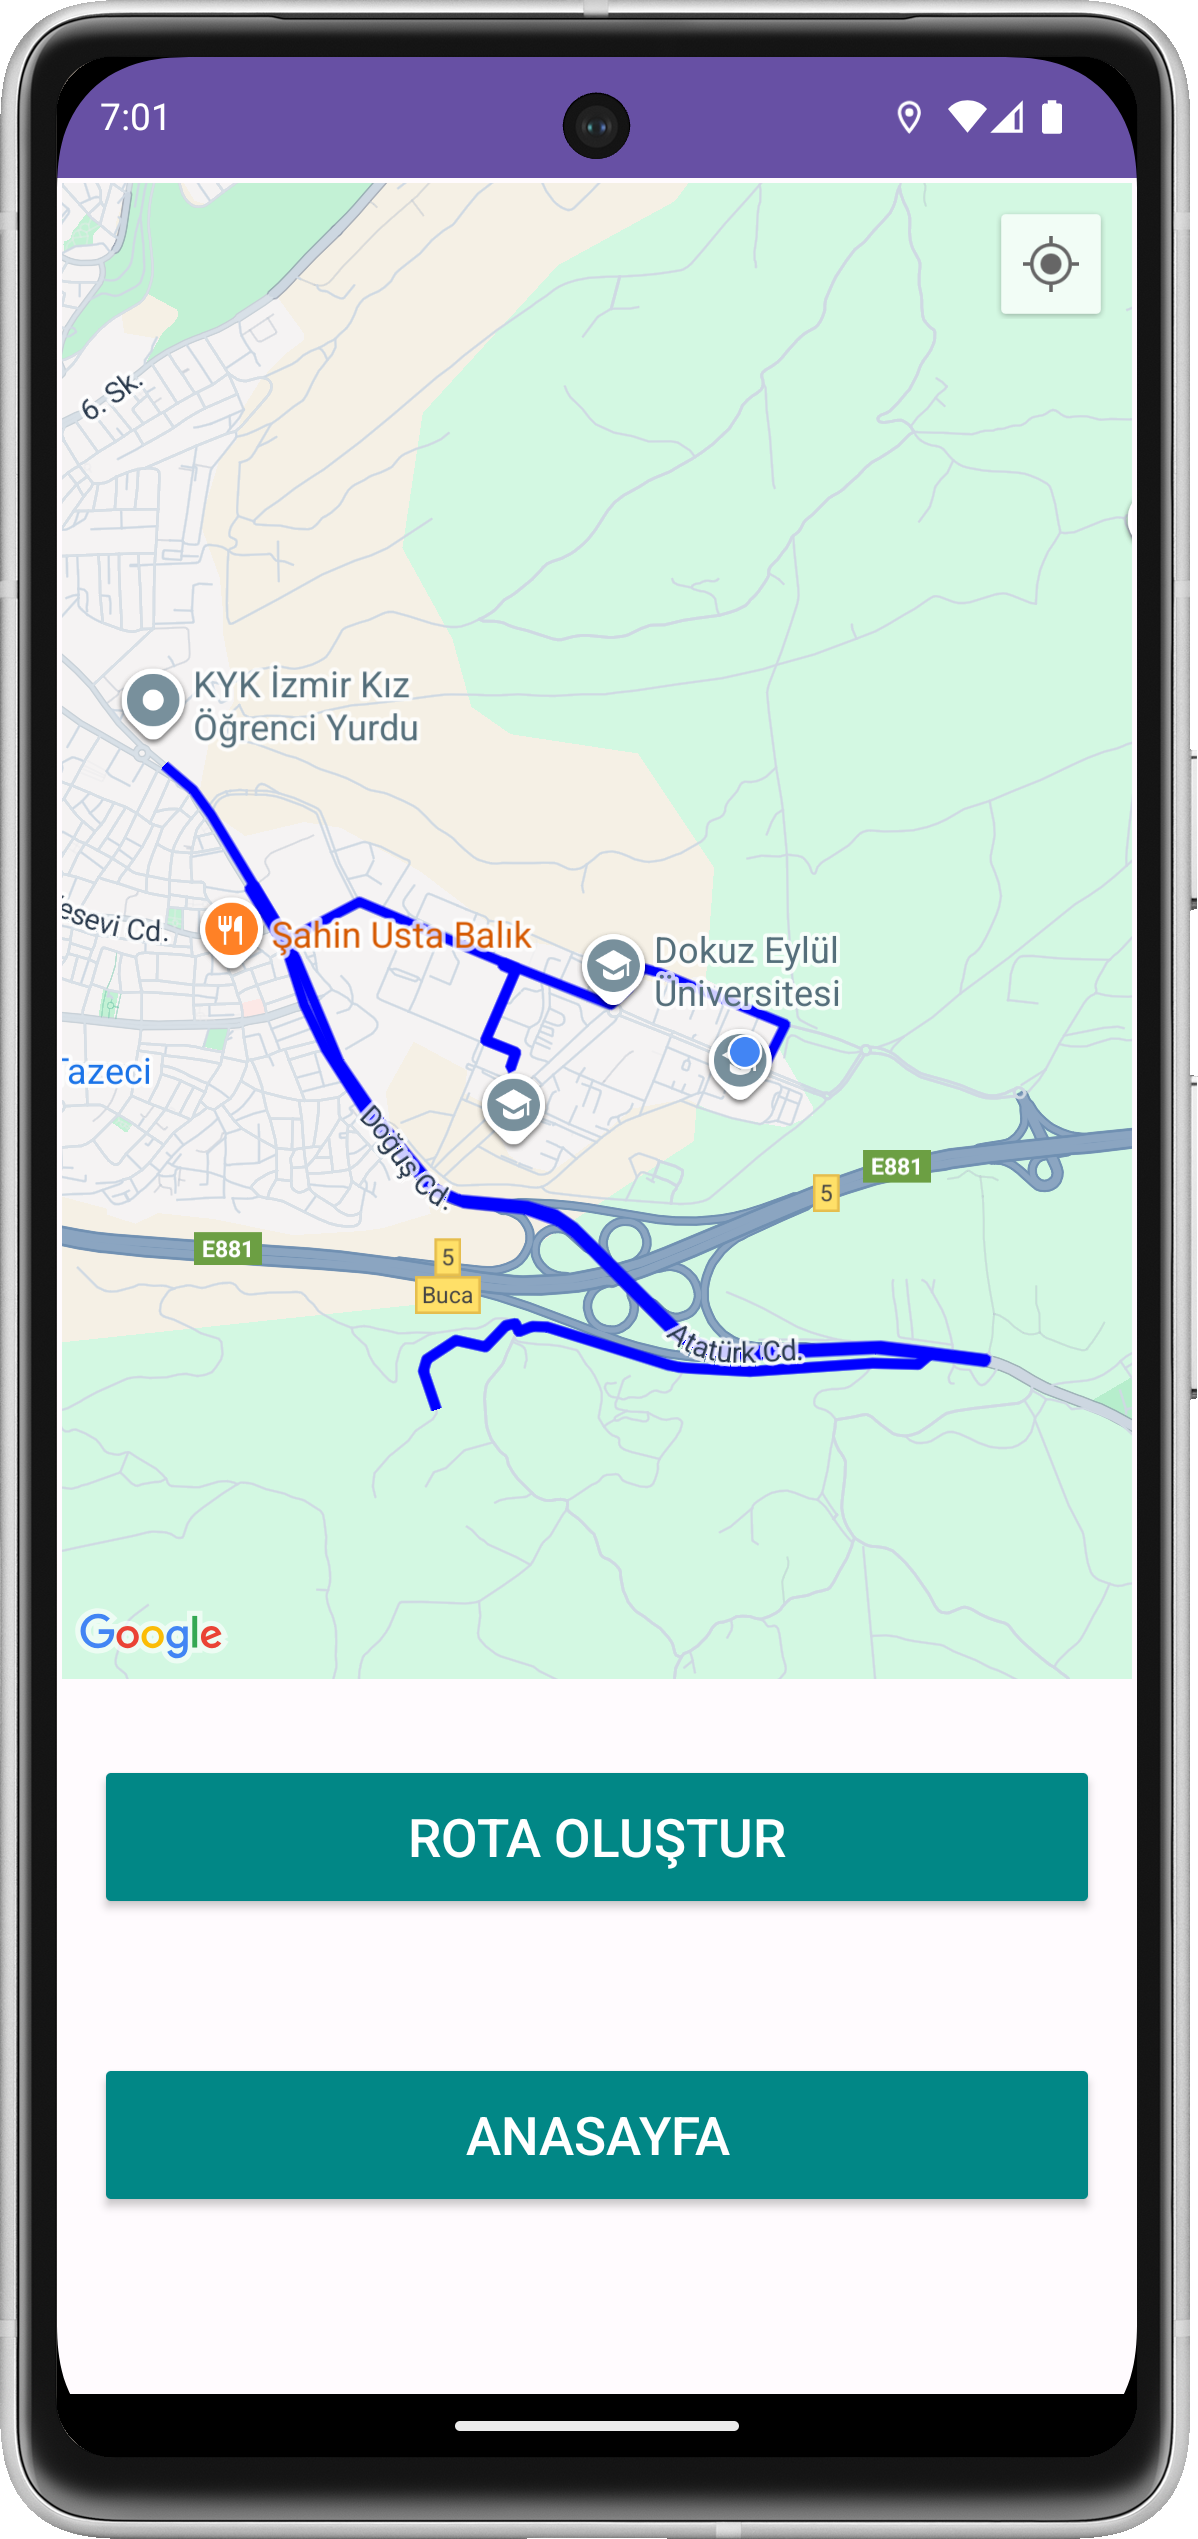 7:01
6. Sk.
KYK İzmir Kız
Öğrenci Yurdu
esevi Cd.
Şahin Usta Balık
Dokuz Eylül
Üniversitesi
Tazeci
Doğuş Cd.
E881
5
E881
5
Buca
Atatürk Cd.
Google
ROTA OLUŞTUR
ANASAYFA